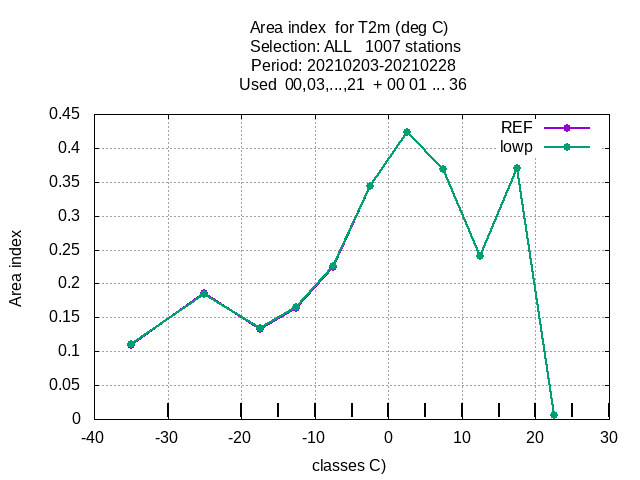 Area index  for T2m (deg C)
Selection: ALL   1007 stations
Period: 20210203-20210228
Used  00,03,...,21  + 00 01 ... 36
REF
lowp
0.45
0.4
0.35
0.3
0.25
0.2
0.15
0.1
0.05
0
Area index
-40 -30 -20 -10 0 10 20 30
classes C)